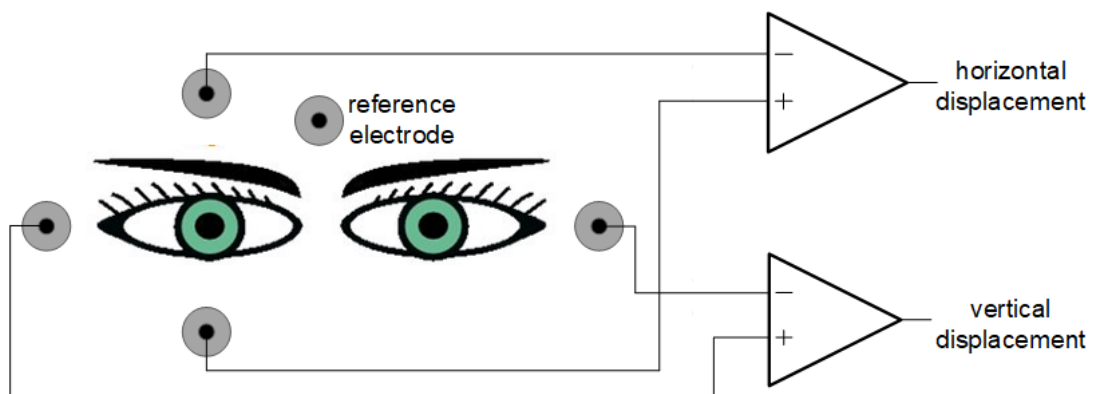 reference
electrode
−
+
horizontal
displacement
−
+
vertical
displacement